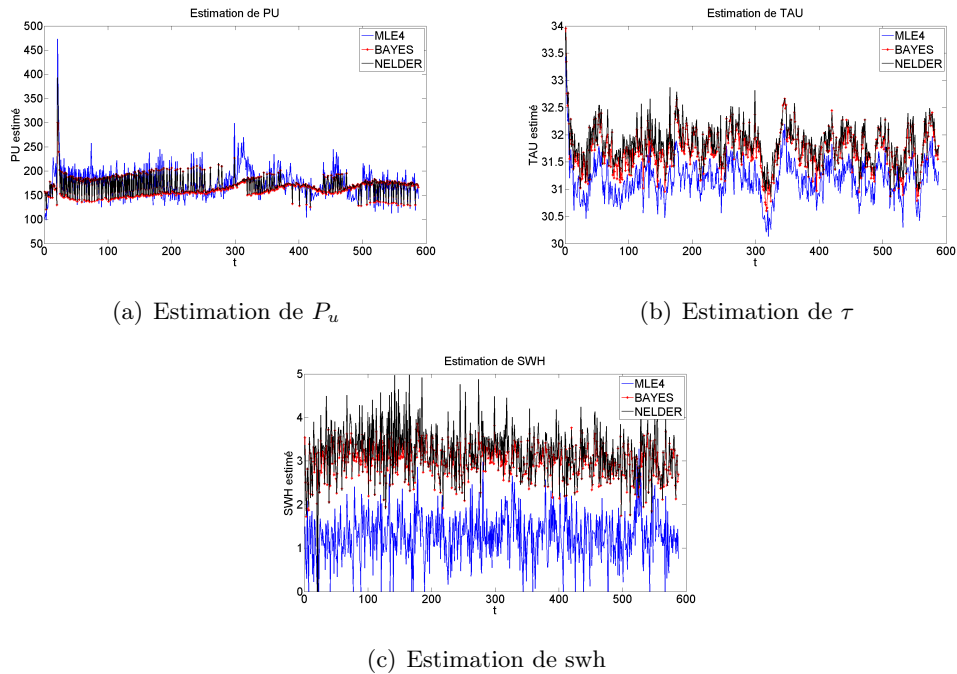 Estimation de PU
500
450
400
350
300
250
200
150
100
50
0
100
200
300
400
500
600
PU estimé
t
MLE4
BAYES
NELDER
(a) Estimation de Pu
Estimation de TAU
34
33.5
33
32.5
32
31.5
31
30.5
30
0
100
200
300
400
500
600
TAU estimé
t
MLE4
BAYES
NELDER
(b) Estimation de τ
Estimation de SWH
5
4
3
2
1
0
0
100
200
300
400
500
600
SWH estimé
t
MLE4
BAYES
NELDER
(c) Estimation de swh